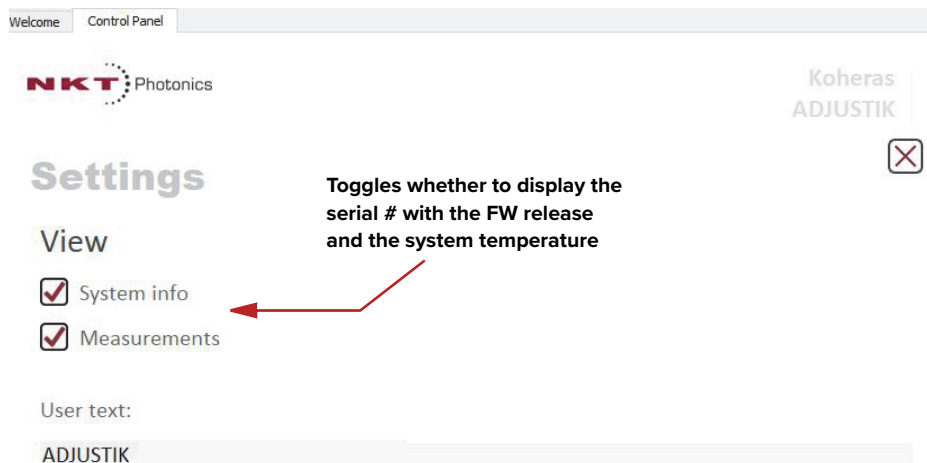 Welcome Control Panel
NKT Photonics
Koheras
ADJUSTIK
Settings
Toggles whether to display the
serial # with the FW release
and the system temperature
View
System info
Measurements
User text:
ADJUSTIK